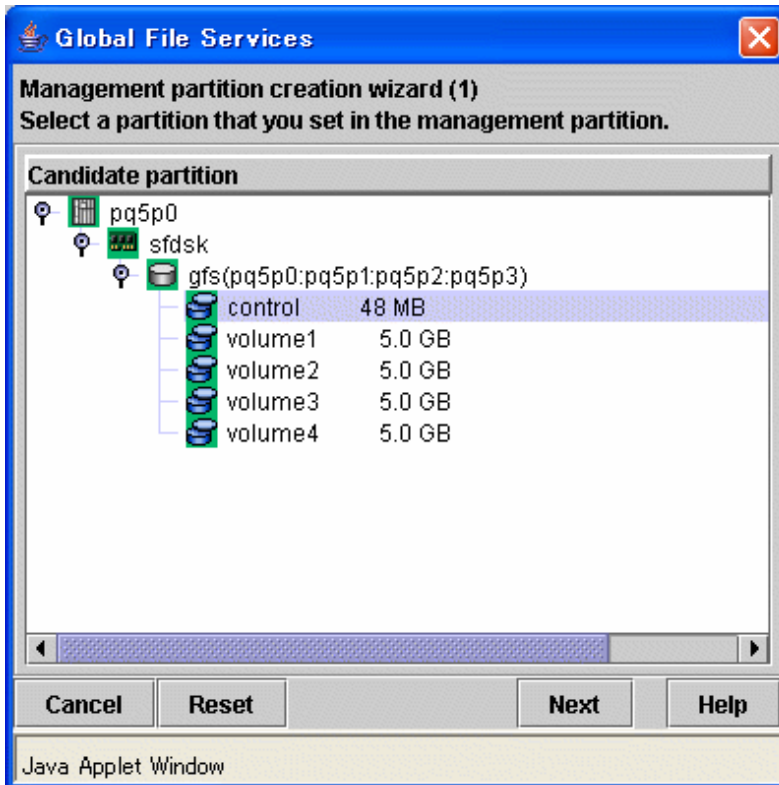 Global File Services
Management partition creation wizard (1)
Select a partition that you set in the management partition.
Candidate partition
pq5p0
sfdsk
gfs(pq5p0:pq5p1:pq5p2:pq5p3)
control 48 MB
volume1 5.0 GB
volume2 5.0 GB
volume3 5.0 GB
volume4 5.0 GB
Cancel Reset Next Help
Java Applet Window